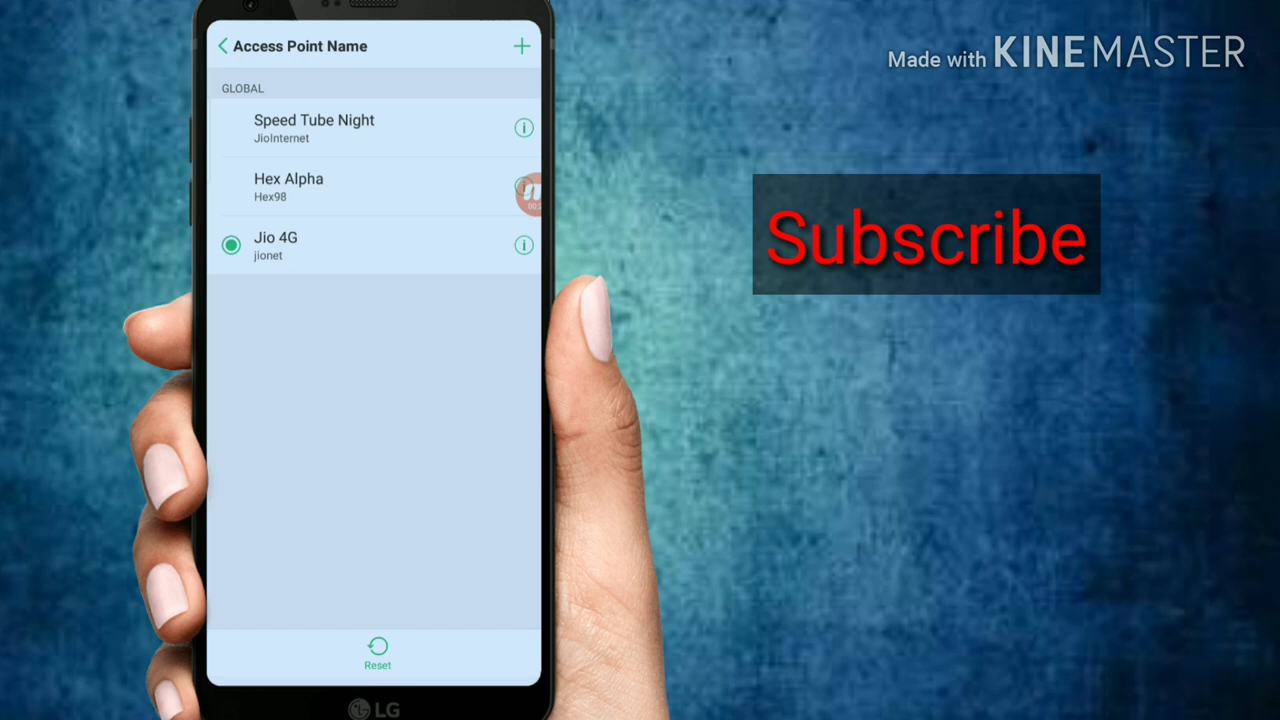 Access Point Name
GLOBAL
Speed Tube Night
JioInternet
Hex Alpha
Hex98
Jio 4G
jionet
Reset
LG
Made with KINEMASTER
Subscribe